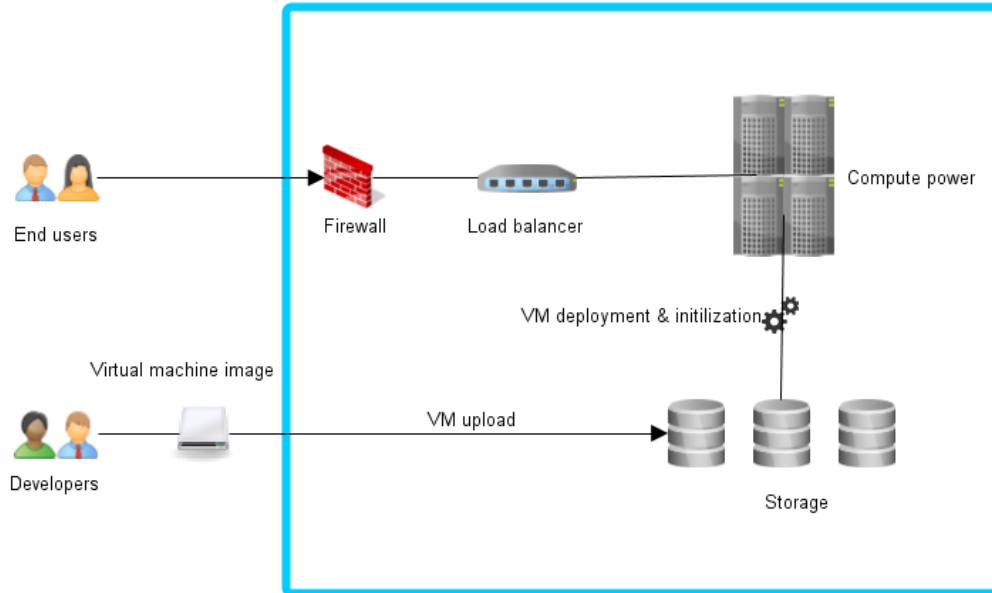 Compute power
End users
Firewall
Load balancer
VM deployment & initilization
Virtual machine image
VM upload
Developers
Storage